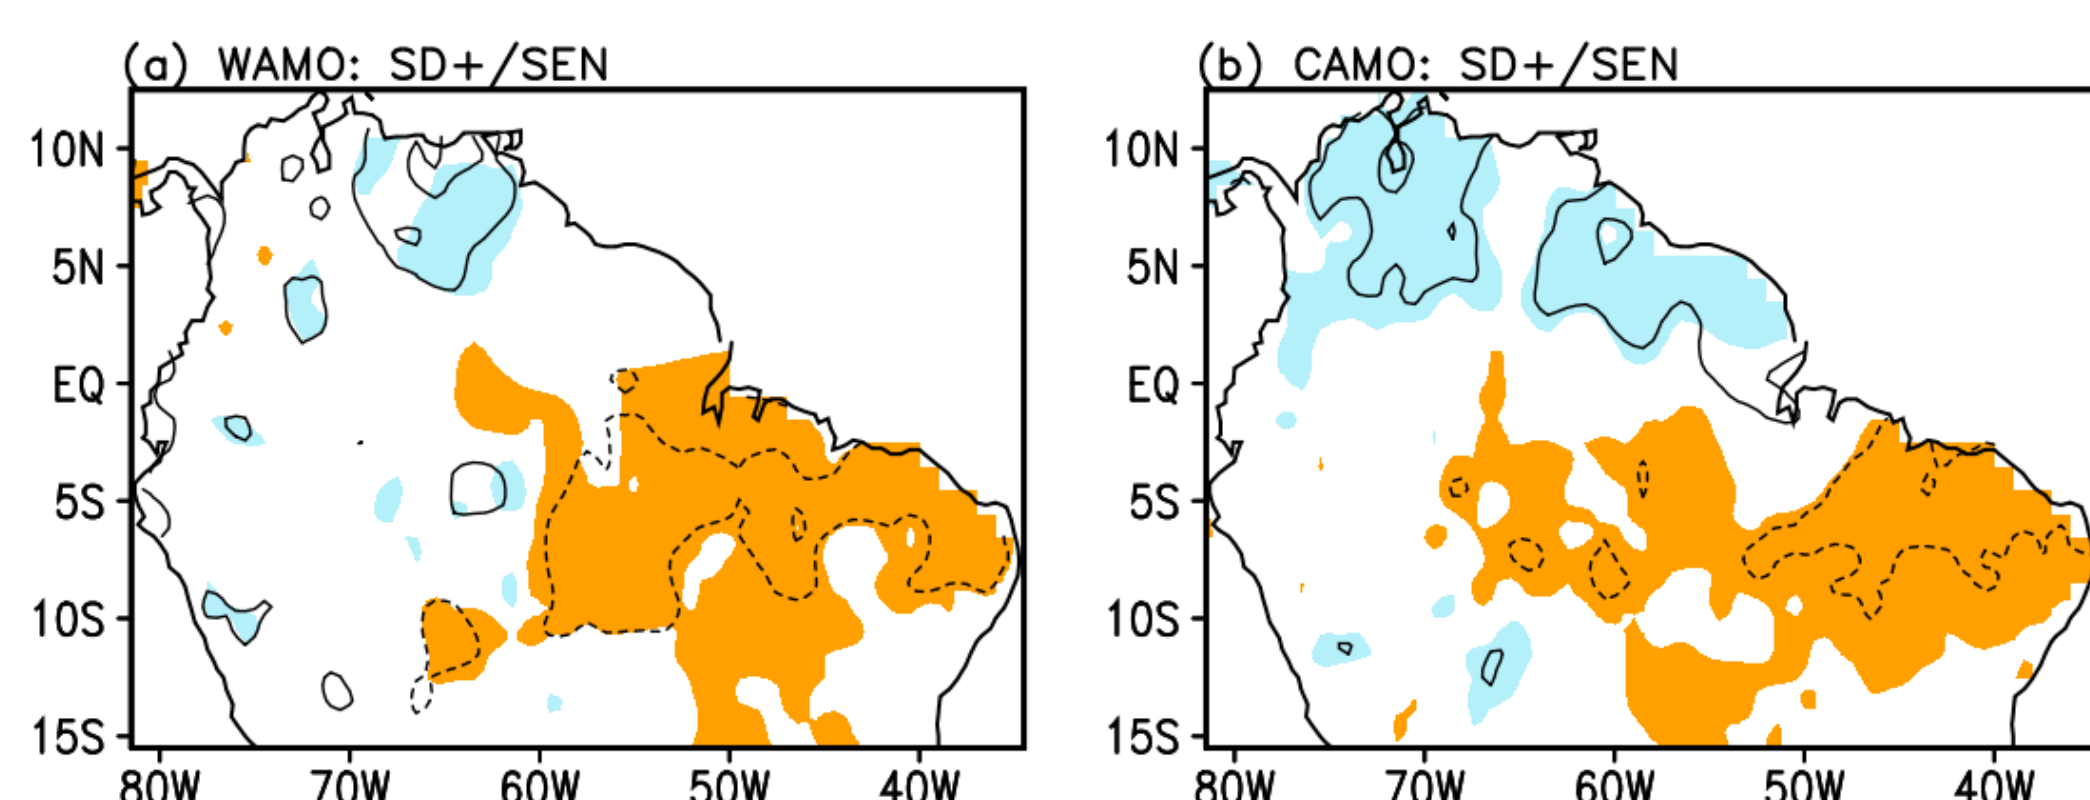 (a) WAMO: SD+/SEN
10N
5N
EQ
5S
10S
15S
80W 70W 60W 50W 40W
(b) CAMO: SD+/SEN
10N
5N
EQ
5S
10S
15S
80W 70W 60W 50W 40W